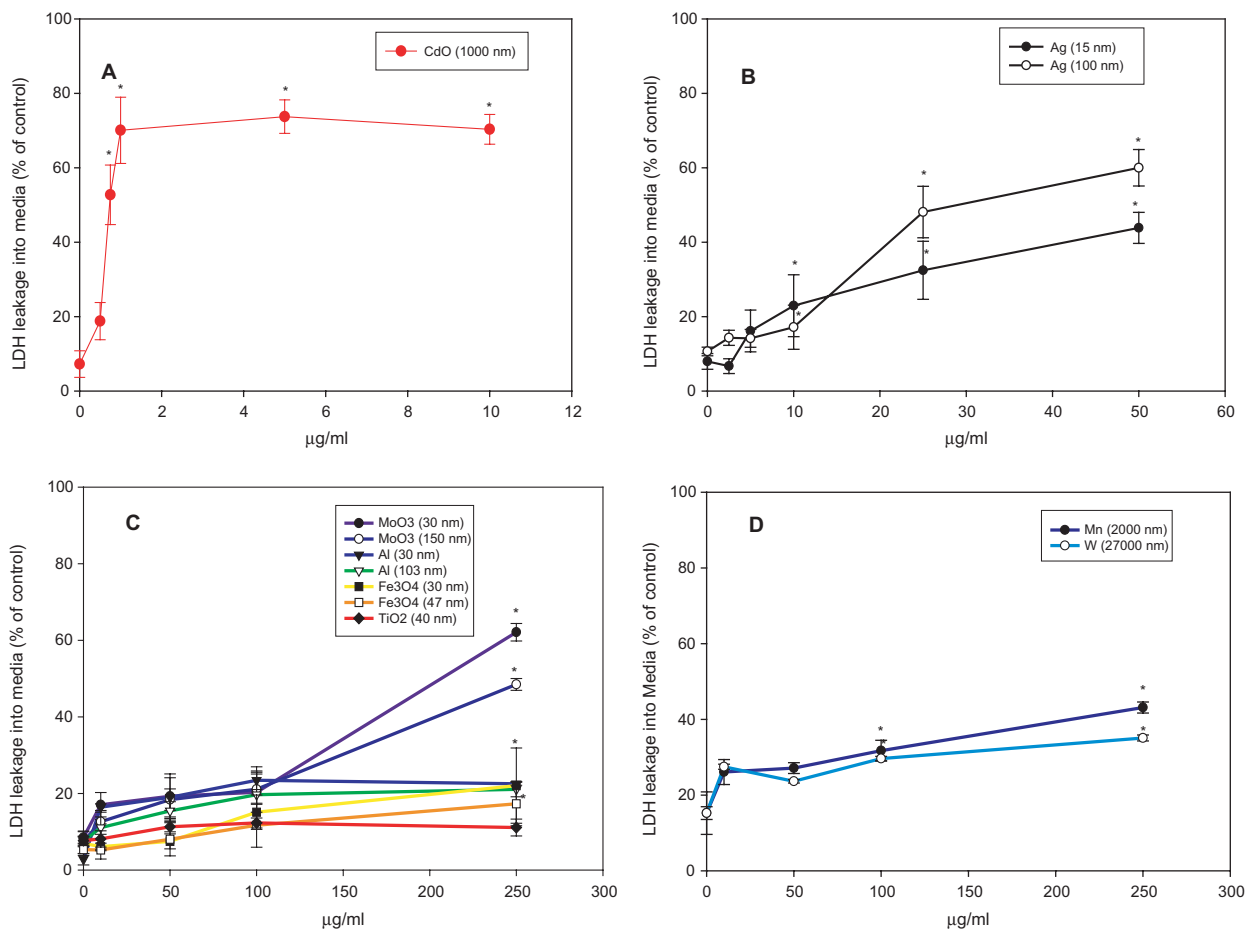 A
CdO (1000 nm)
LDH leakage into media (% of control)
100
80
60
40
20
0
* * * *
0 2 4 6 8 10 12
μg/ml
B
Ag (15 nm)
Ag (100 nm)
LDH leakage into media (% of control)
100
80
60
40
20
0
* * * * * *
0 10 20 30 40 50 60
μg/ml
C
MoO3 (30 nm)
MoO3 (150 nm)
Al (30 nm)
Al (103 nm)
Fe3O4 (30 nm)
Fe3O4 (47 nm)
TiO2 (40 nm)
LDH leakage into media (% of control)
100
80
60
40
20
0
* * * *
0 50 100 150 200 250 300
μg/ml
D
Mn (2000 nm)
W (27000 nm)
LDH leakage into Media (% of control)
100
80
60
40
20
0
* * * *
0 50 100 150 200 250 300
μg/ml